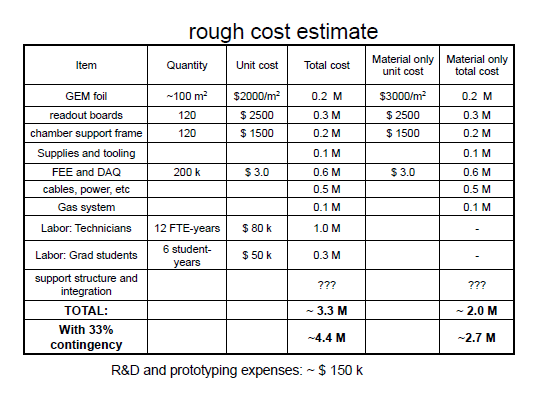 rough cost estimate
Item Quantity Unit cost Total cost Material only unit cost Material only total cost
GEM foil ~100 m² $2000/m² 0.2 M $3000/m² 0.2 M
readout boards 120 $ 2500 0.3 M $ 2500 0.3 M
chamber support frame 120 $ 1500 0.2 M $ 1500 0.2 M
Supplies and tooling 0.1 M 0.1 M
FEE and DAQ 200 k $ 3.0 0.6 M $ 3.0 0.6 M
cables, power, etc 0.5 M 0.5 M
Gas system 0.1 M 0.1 M
Labor: Technicians 12 FTE-years $ 80 k 1.0 M -
Labor: Grad students 6 student-years $ 50 k 0.3 M -
support structure and integration ??? ???
TOTAL: ~ 3.3 M ~ 2.0 M
With 33% contingency ~4.4 M ~2.7 M
R&D and prototyping expenses: ~ $ 150 k